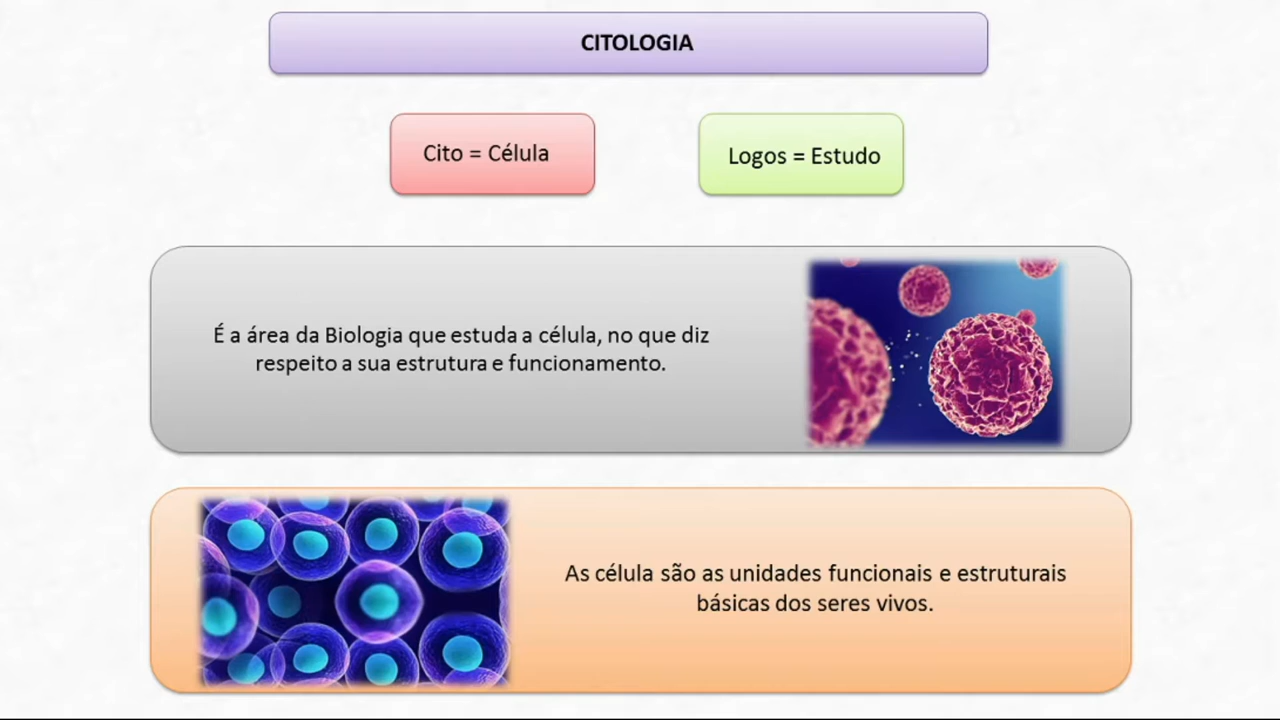 CITOLOGIA
Cito = Célula
Logos = Estudo
É a área da Biologia que estuda a célula, no que diz
respeito a sua estrutura e funcionamento.
As célula são as unidades funcionais e estruturais
básicas dos seres vivos.